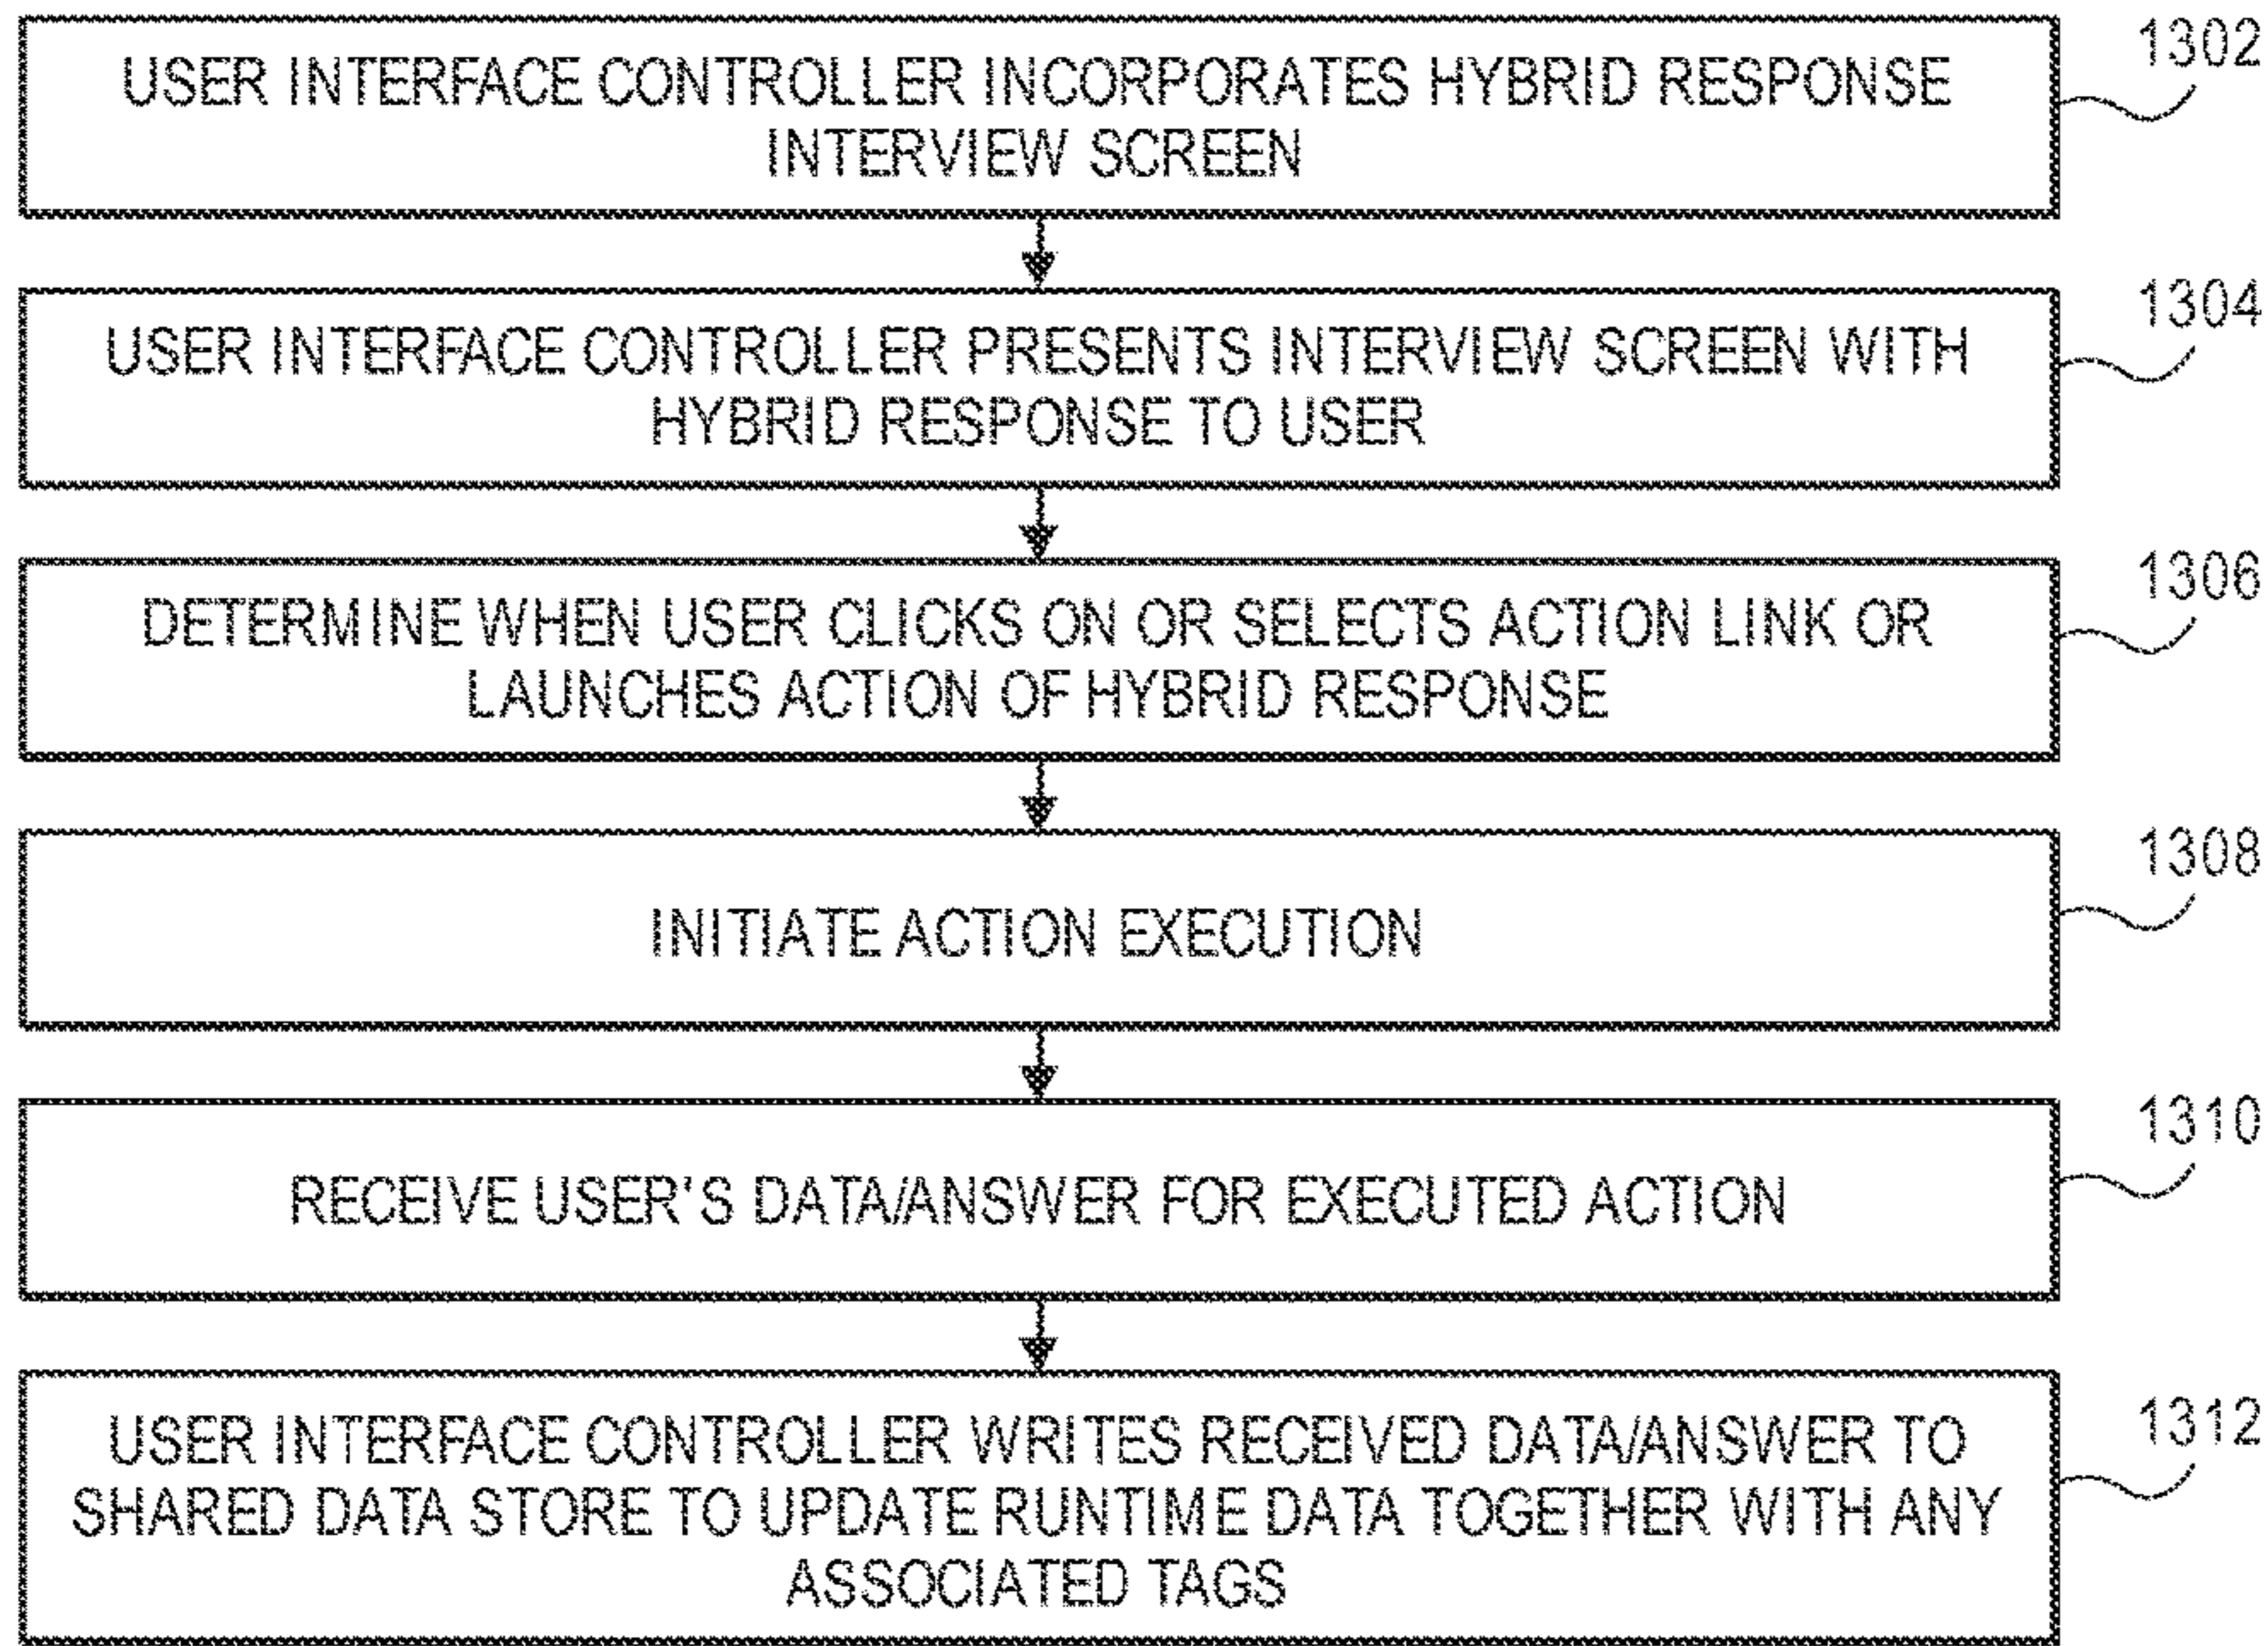 1302
USER INTERFACE CONTROLLER INCORPORATES HYBRID RESPONSE
INTERVIEW SCREEN
1304
USER INTERFACE CONTROLLER PRESENTS INTERVIEW SCREEN WITH
HYBRID RESPONSE TO USER
1306
DETERMINE WHEN USER CLICKS ON OR SELECTS ACTION LINK OR
LAUNCHES ACTION OF HYBRID RESPONSE
1308
INITIATE ACTION EXECUTION
1310
RECEIVE USER'S DATA/ANSWER FOR EXECUTED ACTION
1312
USER INTERFACE CONTROLLER WRITES RECEIVED DATA/ANSWER TO
SHARED DATA STORE TO UPDATE RUNTIME DATA TOGETHER WITH ANY
ASSOCIATED TAGS